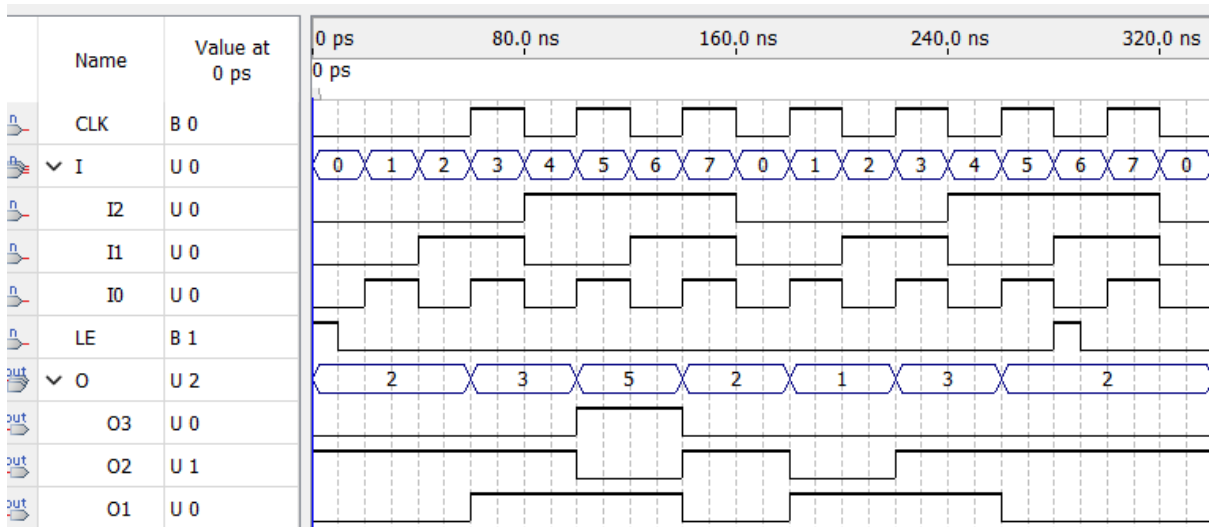 Name Value at 0 ps
0 ps 80.0 ns 160.0 ns 240.0 ns 320.0 ns
0 ps
CLK B 0
I U 0 0 1 2 3 4 5 6 7 0 1 2 3 4 5 6 7 0
I2 U 0
I1 U 0
I0 U 0
LE B 1
O U 2 2 3 5 2 1 3 2
O3 U 0
O2 U 1
O1 U 0